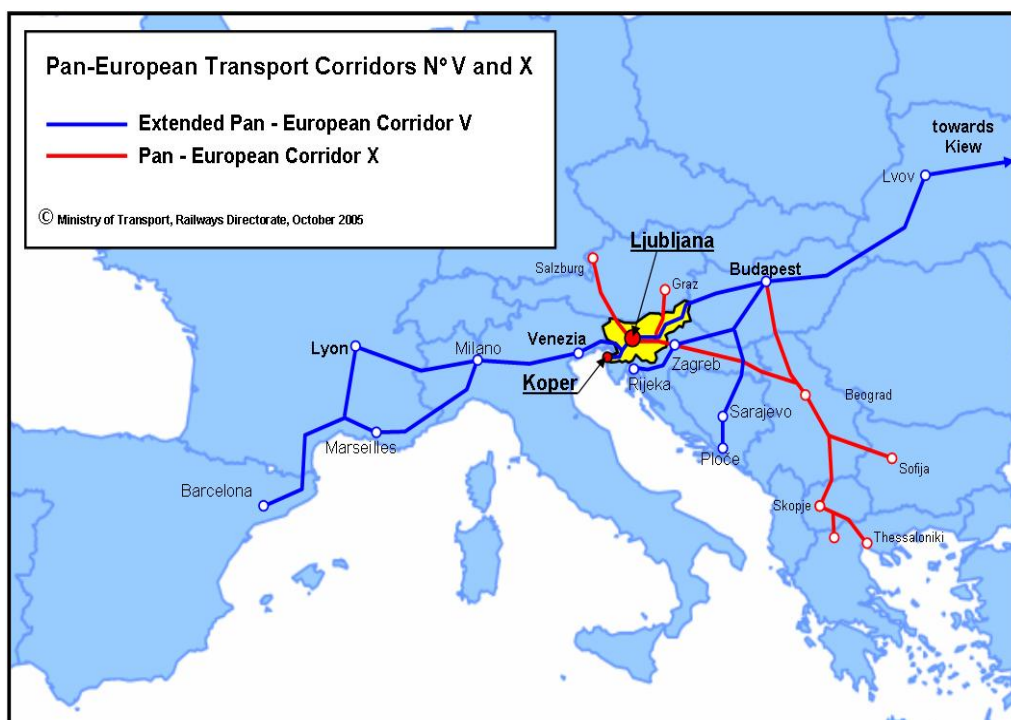 Pan-European Transport Corridors Nº V and X
Extended Pan - European Corridor V
Pan - European Corridor X
© Ministry of Transport, Railways Directorate, October 2005
towards
Kiew
Lvov
Ljubljana
Salzburg
Budapest
Graz
Venezia
Lyon
Milano
Zagreb
Koper
Rijeka
Beograd
Sarajevo
Marseilles
Ploče
Sofija
Barcelona
Skopje
Thessaloniki